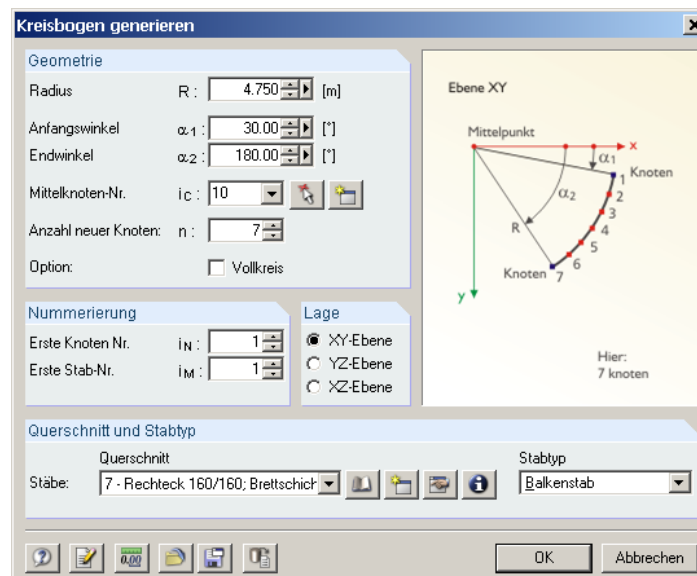 Kreisbogen generieren
Geometrie
Radius R : 4.750 [m]
Anfangswinkel α1 : 30.00 [°]
Endwinkel α2 : 180.00 [°]
Mittelknoten-Nr. ic : 10
Anzahl neuer Knoten: n : 7
Option: Vollkreis
Ebene XY
Mittelpunkt
x
α1
α2
R
1 Knoten
2
3
4
5
6
Knoten 7
y
Hier:
7 knoten
Nummerierung
Erste Knoten Nr. iN : 1
Erste Stab-Nr. iM : 1
Lage
XY-Ebene
YZ-Ebene
XZ-Ebene
Querschnitt und Stabtyp
Querschnitt Stabtyp
Stäbe: 7 - Rechteck 160/160; Brettschich Balkenstab
0.00
OK Abbrechen